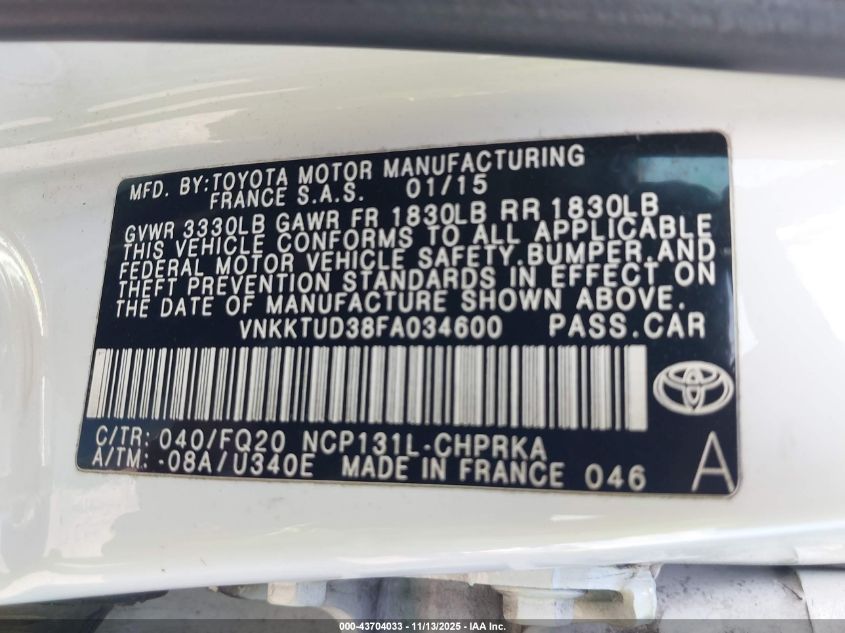 MFD. BY:TOYOTA MOTOR MANUFACTURING
FRANCE S.A.S. 01/15
GVWR 3330LB GAWR FR 1830LB RR 1830LB
THIS VEHICLE CONFORMS TO ALL APPLICABLE
FEDERAL MOTOR VEHICLE SAFETY,BUMPER,AND
THEFT PREVENTION STANDARDS IN EFFECT ON
THE DATE OF MANUFACTURE SHOWN ABOVE.
VNKKTUD38FA034600 PASS.CAR
C/TR: 040/FQ20 NCP131L-CHPRKA
A/TM: -08A/U340E MADE IN FRANCE 046 A
000-43704033 - 11/13/2025 - IAA Inc.